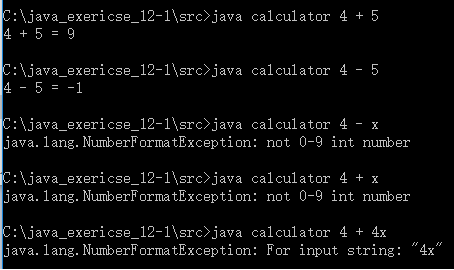 C:\java_exericse_12-1\src>java calculator 4 + 5
4 + 5 = 9
C:\java_exericse_12-1\src>java calculator 4 - 5
4 - 5 = -1
C:\java_exericse_12-1\src>java calculator 4 - x
java.lang.NumberFormatException: not 0-9 int number
C:\java_exericse_12-1\src>java calculator 4 + x
java.lang.NumberFormatException: not 0-9 int number
C:\java_exericse_12-1\src>java calculator 4 + 4x
java.lang.NumberFormatException: For input string: "4x"